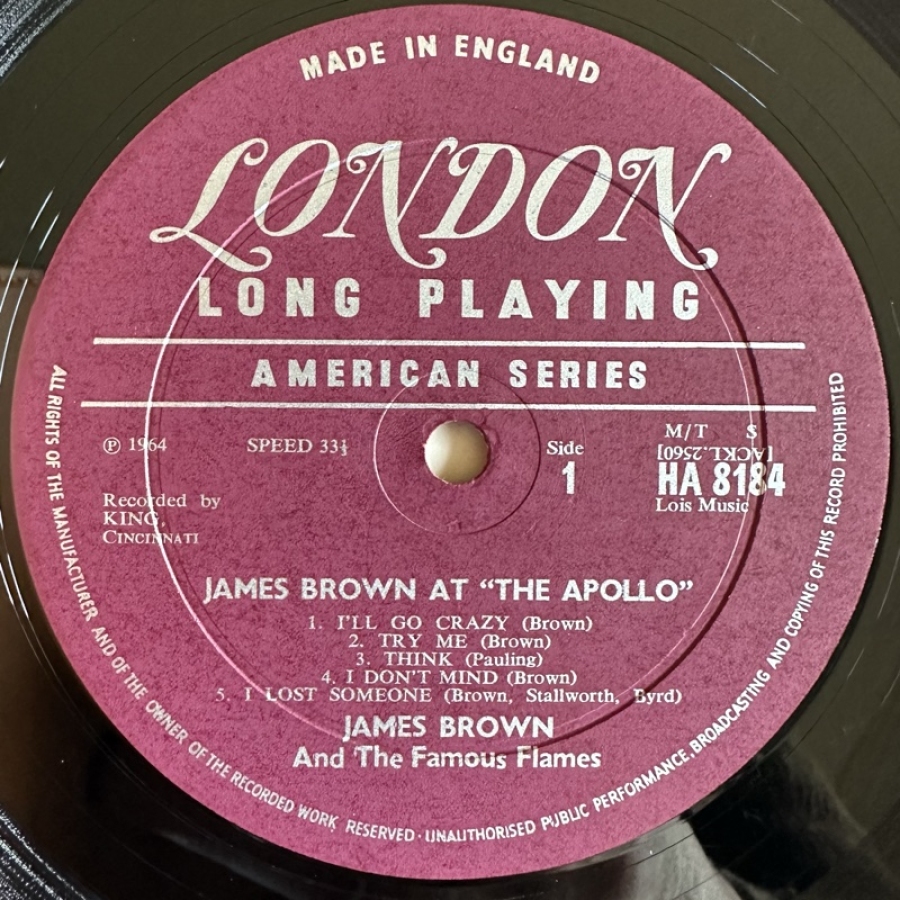 MADE IN ENGLAND
LONDON
LONG PLAYING
AMERICAN SERIES
℗ 1964
SPEED 33⅓
Side
1
M/T S
[ACKL.2560]
HA 8184
Lois Music
Recorded by
KING,
CINCINNATI
JAMES BROWN AT “THE APOLLO”
1. I'LL GO CRAZY (Brown)
2. TRY ME (Brown)
3. THINK (Pauling)
4. I DON'T MIND (Brown)
5. I LOST SOMEONE (Brown, Stallworth, Byrd)
JAMES BROWN
And The Famous Flames
ALL RIGHTS OF THE MANUFACTURER AND OF THE OWNER OF THE RECORDED WORK RESERVED · UNAUTHORISED PUBLIC PERFORMANCE, BROADCASTING AND COPYING OF THIS RECORD PROHIBITED